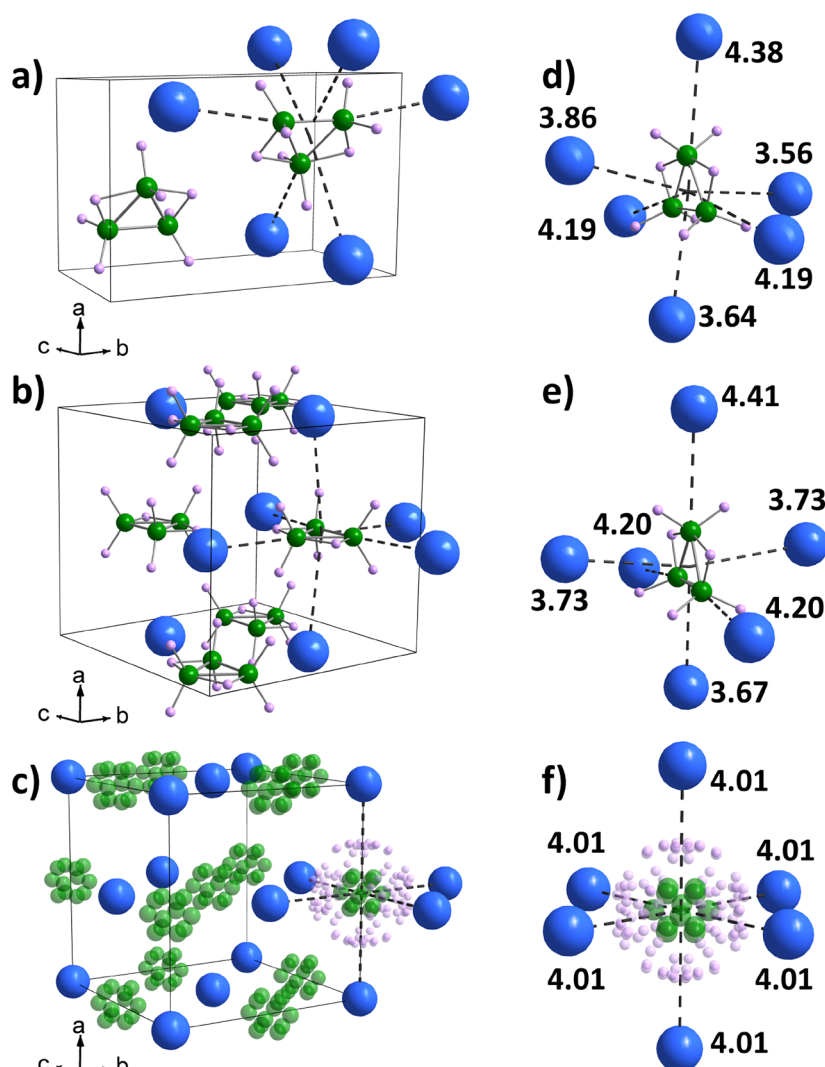 a)
a
c
b
d)
4.38
3.86
3.56
4.19
4.19
3.64
b)
a
c
b
e)
4.41
3.73
4.20
3.73
4.20
3.67
c)
a
c
b
f)
4.01
4.01
4.01
4.01
4.01
4.01